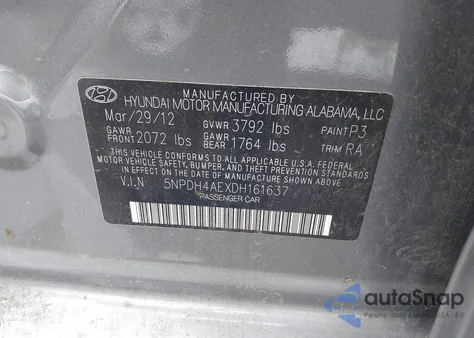 MANUFACTURED BY
HYUNDAI MOTOR MANUFACTURING ALABAMA, LLC
Mar/29/12 GVWR 3792 lbs PAINT P3
GAWR FRONT 2072 lbs GAWR REAR 1764 lbs TRIM RA
THIS VEHICLE CONFORMS TO ALL APPLICABLE U.S. FEDERAL
MOTOR VEHICLE SAFETY, BUMPER, AND THEFT PREVENTION
STANDARDS IN EFFECT ON THE DATE OF MANUFACTURE SHOWN ABOVE.
V.I.N 5NPDH4AEXDH161637
PASSENGER CAR
autoSnap